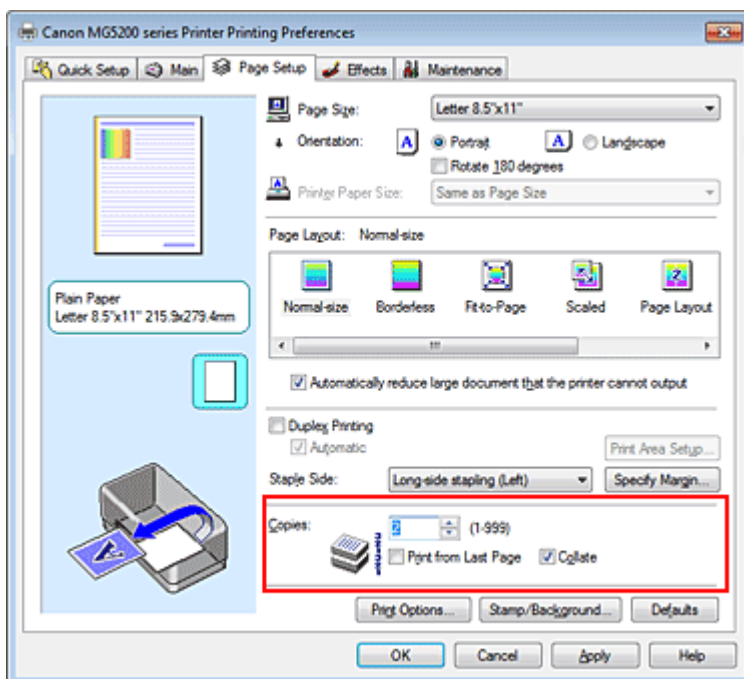 Canon MG5200 series Printer Printing Preferences
Quick Setup Main Page Setup Effects Maintenance
Page Size: Letter 8.5"x11"
Orientation: A Portrait A Landscape
Rotate 180 degrees
Printer Paper Size: Same as Page Size
Page Layout: Normal-size
Normal-size Borderless Fit-to-Page Scaled Page Layout
Plain Paper
Letter 8.5"x11" 215.9x279.4mm
Automatically reduce large document that the printer cannot output
Duplex Printing
Automatic Print Area Setup...
Staple Side: Long-side stapling (Left) Specify Margin...
Copies: 2 (1-999)
Print from Last Page Collate
Print Options... Stamp/Background... Defaults
OK Cancel Apply Help